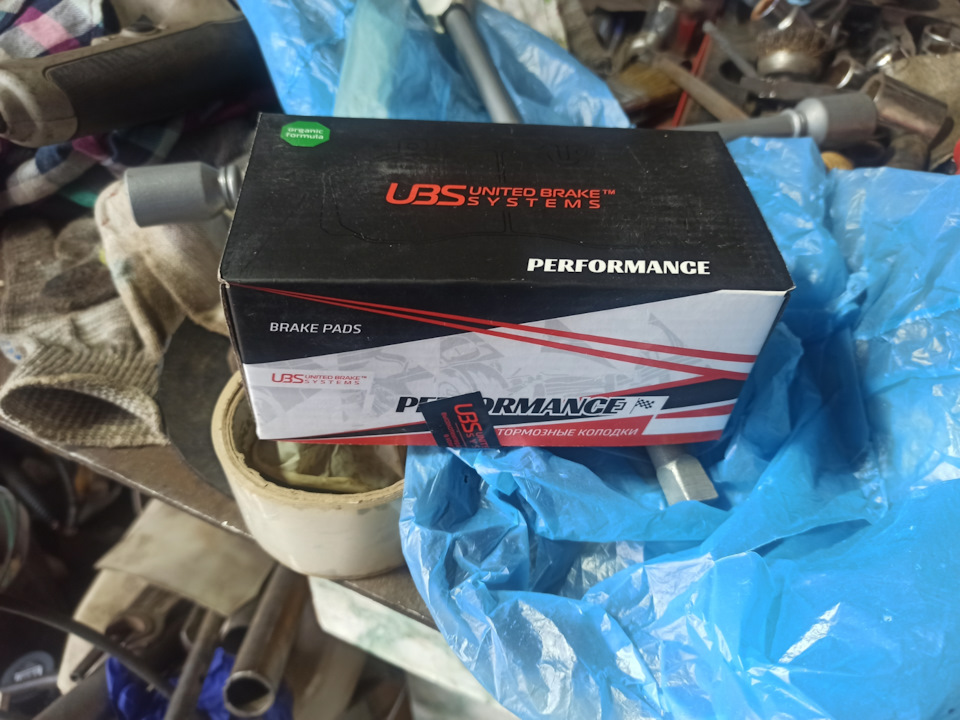 organic
formula
UBS UNITED BRAKE™
SYSTEMS
PERFORMANCE
BRAKE PADS
UBS UNITED BRAKE™
SYSTEMS
PERFORMANCE
UBS
ТОРМОЗНЫЕ КОЛОДКИ